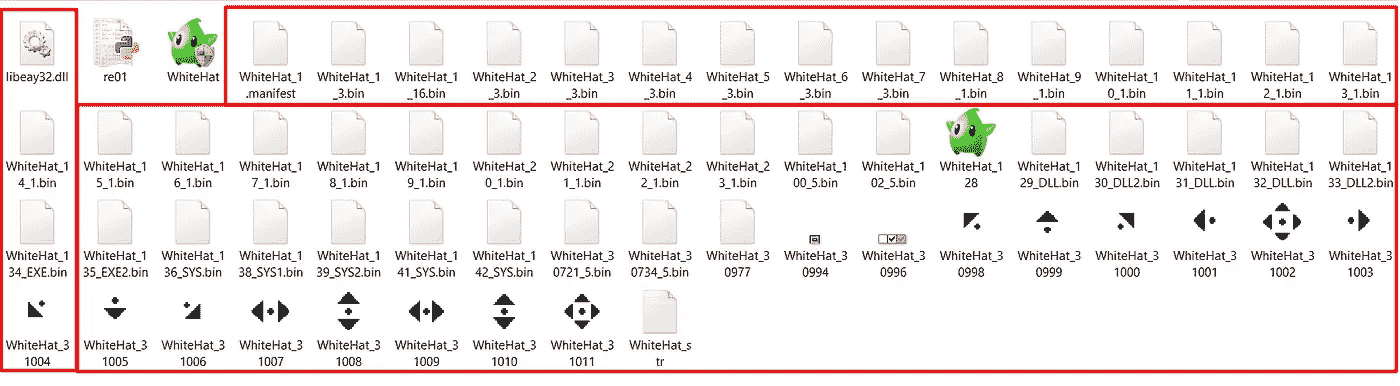 libeay32.dll
re01
WhiteHat
WhiteHat_1
.manifest
WhiteHat_1
_3.bin
WhiteHat_1
_16.bin
WhiteHat_2
_3.bin
WhiteHat_3
_3.bin
WhiteHat_4
_3.bin
WhiteHat_5
_3.bin
WhiteHat_6
_3.bin
WhiteHat_7
_3.bin
WhiteHat_8
_1.bin
WhiteHat_9
_1.bin
WhiteHat_1
0_1.bin
WhiteHat_1
1_1.bin
WhiteHat_1
2_1.bin
WhiteHat_1
3_1.bin
WhiteHat_1
4_1.bin
WhiteHat_1
5_1.bin
WhiteHat_1
6_1.bin
WhiteHat_1
7_1.bin
WhiteHat_1
8_1.bin
WhiteHat_1
9_1.bin
WhiteHat_2
0_1.bin
WhiteHat_2
1_1.bin
WhiteHat_2
2_1.bin
WhiteHat_2
3_1.bin
WhiteHat_1
00_5.bin
WhiteHat_1
02_5.bin
WhiteHat_1
28
WhiteHat_1
29_DLL.bin
WhiteHat_1
30_DLL2.bin
WhiteHat_1
31_DLL.bin
WhiteHat_1
32_DLL.bin
WhiteHat_1
33_DLL2.bin
WhiteHat_1
34_EXE.bin
WhiteHat_1
35_EXE2.bin
WhiteHat_1
36_SYS.bin
WhiteHat_1
38_SYS1.bin
WhiteHat_1
39_SYS2.bin
WhiteHat_1
41_SYS.bin
WhiteHat_1
42_SYS.bin
WhiteHat_3
0721_5.bin
WhiteHat_3
0734_5.bin
WhiteHat_3
0977
WhiteHat_3
0994
WhiteHat_3
0996
WhiteHat_3
0998
WhiteHat_3
0999
WhiteHat_3
1000
WhiteHat_3
1001
WhiteHat_3
1002
WhiteHat_3
1003
WhiteHat_3
1004
WhiteHat_3
1005
WhiteHat_3
1006
WhiteHat_3
1007
WhiteHat_3
1008
WhiteHat_3
1009
WhiteHat_3
1010
WhiteHat_3
1011
WhiteHat_s
tr